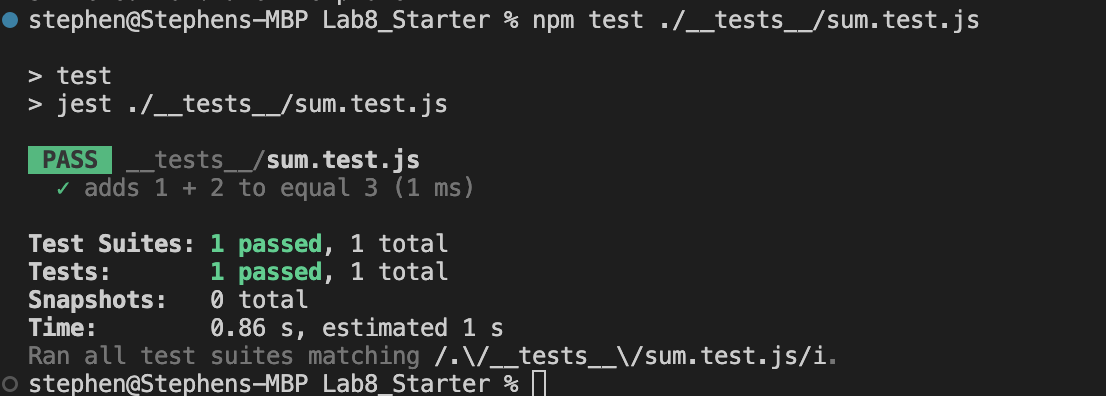 stephen@Stephens-MBP Lab8_Starter % npm test ./__tests__/sum.test.js
> test
> jest ./__tests__/sum.test.js
PASS __tests__/sum.test.js
✓ adds 1 + 2 to equal 3 (1 ms)
Test Suites: 1 passed, 1 total
Tests:       1 passed, 1 total
Snapshots:   0 total
Time:        0.86 s, estimated 1 s
Ran all test suites matching /.\/__tests__\/sum.test.js/i.
stephen@Stephens-MBP Lab8_Starter %